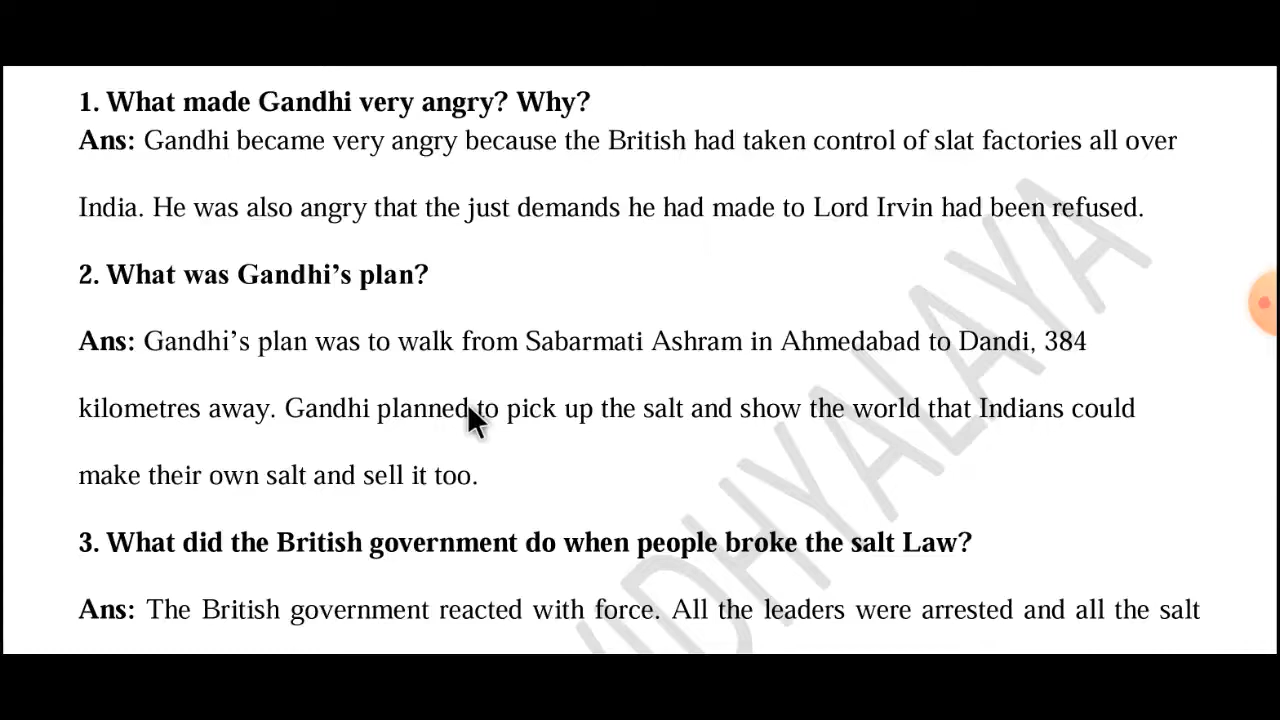 1. What made Gandhi very angry? Why?
Ans: Gandhi became very angry because the British had taken control of slat factories all over
India. He was also angry that the just demands he had made to Lord Irvin had been refused.
2. What was Gandhi’s plan?
Ans: Gandhi’s plan was to walk from Sabarmati Ashram in Ahmedabad to Dandi, 384
kilometres away. Gandhi planned to pick up the salt and show the world that Indians could
make their own salt and sell it too.
3. What did the British government do when people broke the salt Law?
Ans: The British government reacted with force. All the leaders were arrested and all the salt
VIDHYALAYA